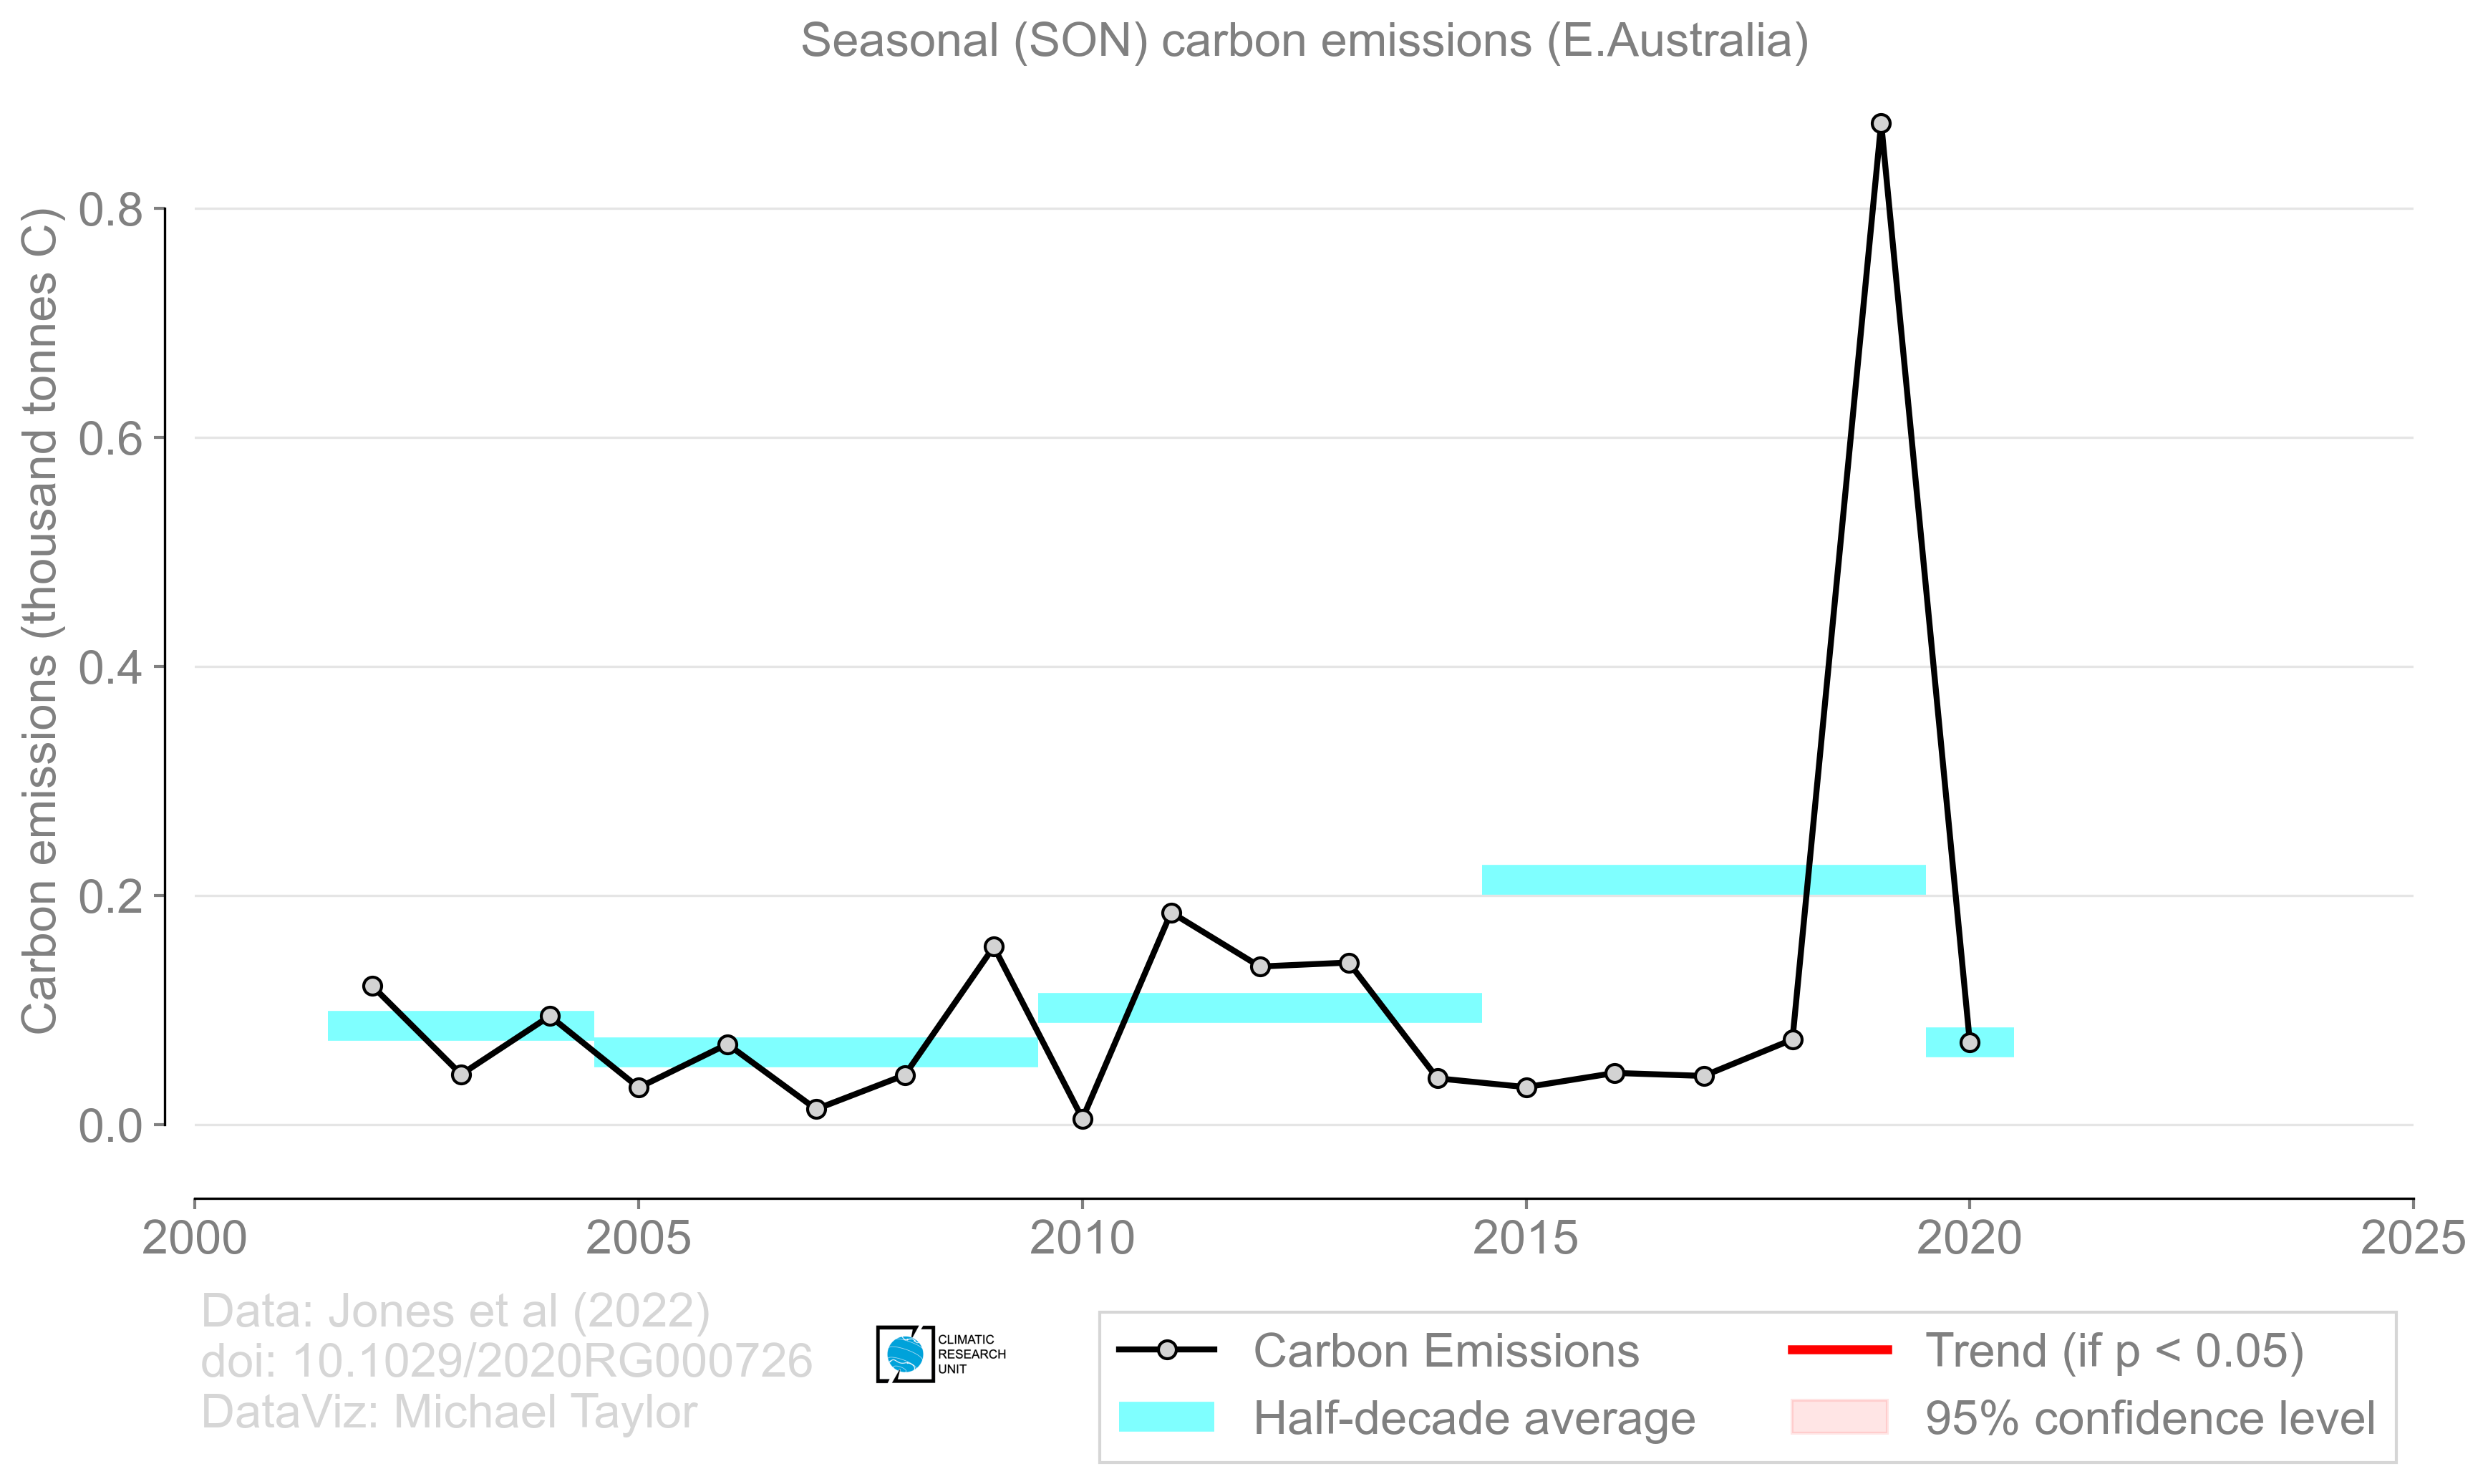 Seasonal (SON) carbon emissions (E.Australia)
Carbon emissions (thousand tonnes C)
0.8
0.6
0.4
0.2
0.0
2000 2005 2010 2015 2020 2025
Data: Jones et al (2022)
doi: 10.1029/2020RG000726
DataViz: Michael Taylor
CLIMATIC
RESEARCH
UNIT
Carbon Emissions
Half-decade average
Trend (if p < 0.05)
95% confidence level